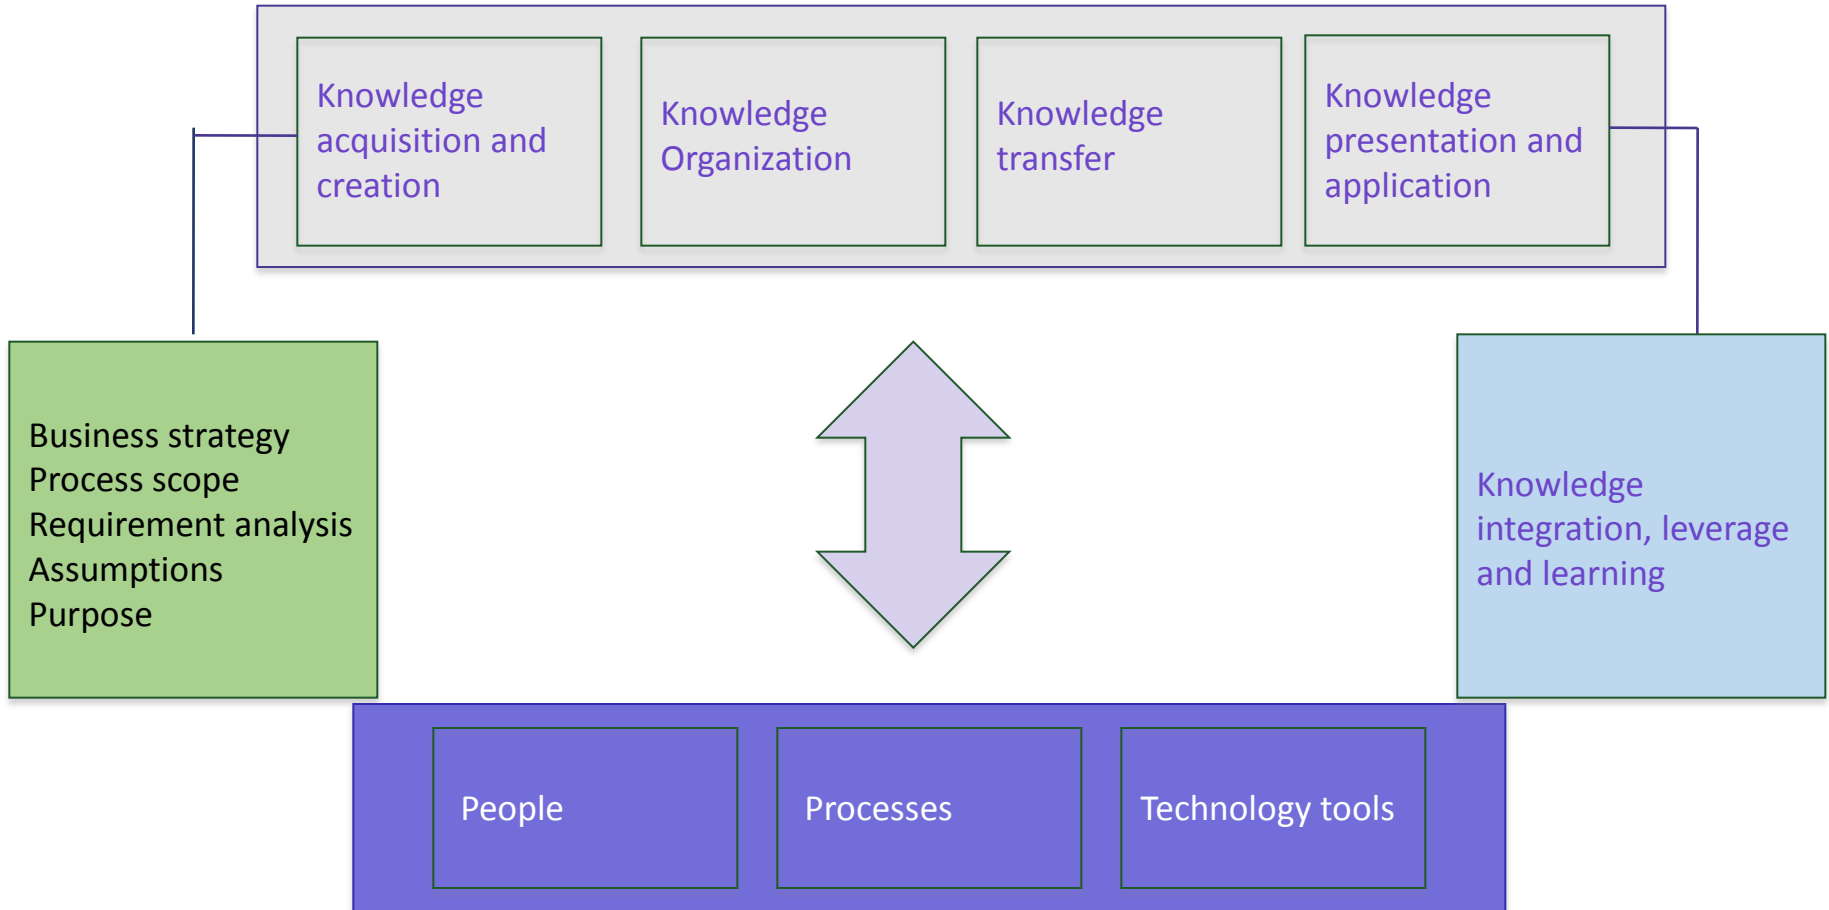 Knowledge
acquisition and
creation
Knowledge
Organization
Knowledge
transfer
Knowledge
presentation and
application
Business strategy
Process scope
Requirement analysis
Assumptions
Purpose
Knowledge
integration, leverage
and learning
People
Processes
Technology tools